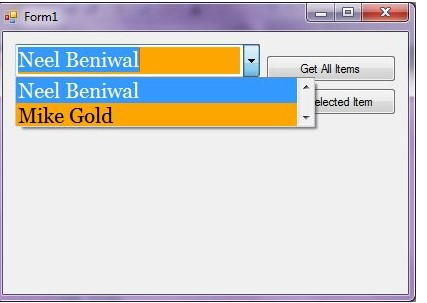 Form1
Neel Beniwal
Get All Items
Neel Beniwal
elected Item
Mike Gold